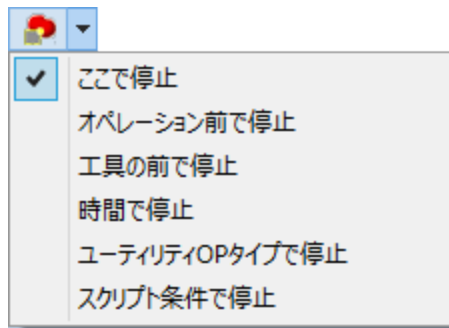 ここで停止
オペレーション前で停止
工具の前で停止
時間で停止
ユーティリティOPタイプで停止
スクリプト条件で停止